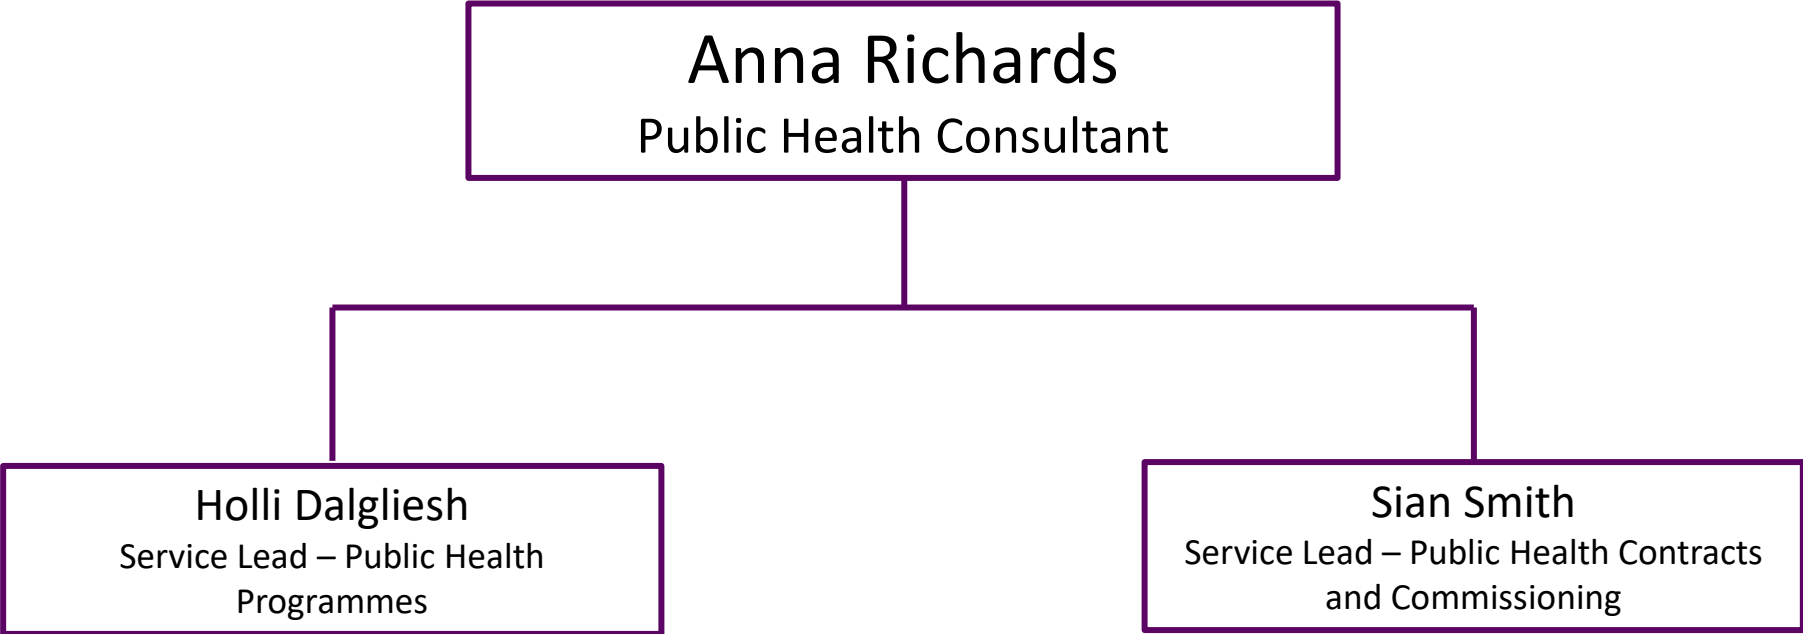 Anna Richards
Public Health Consultant
Holli Dalgliesh
Service Lead – Public Health
Programmes
Sian Smith
Service Lead – Public Health Contracts
and Commissioning